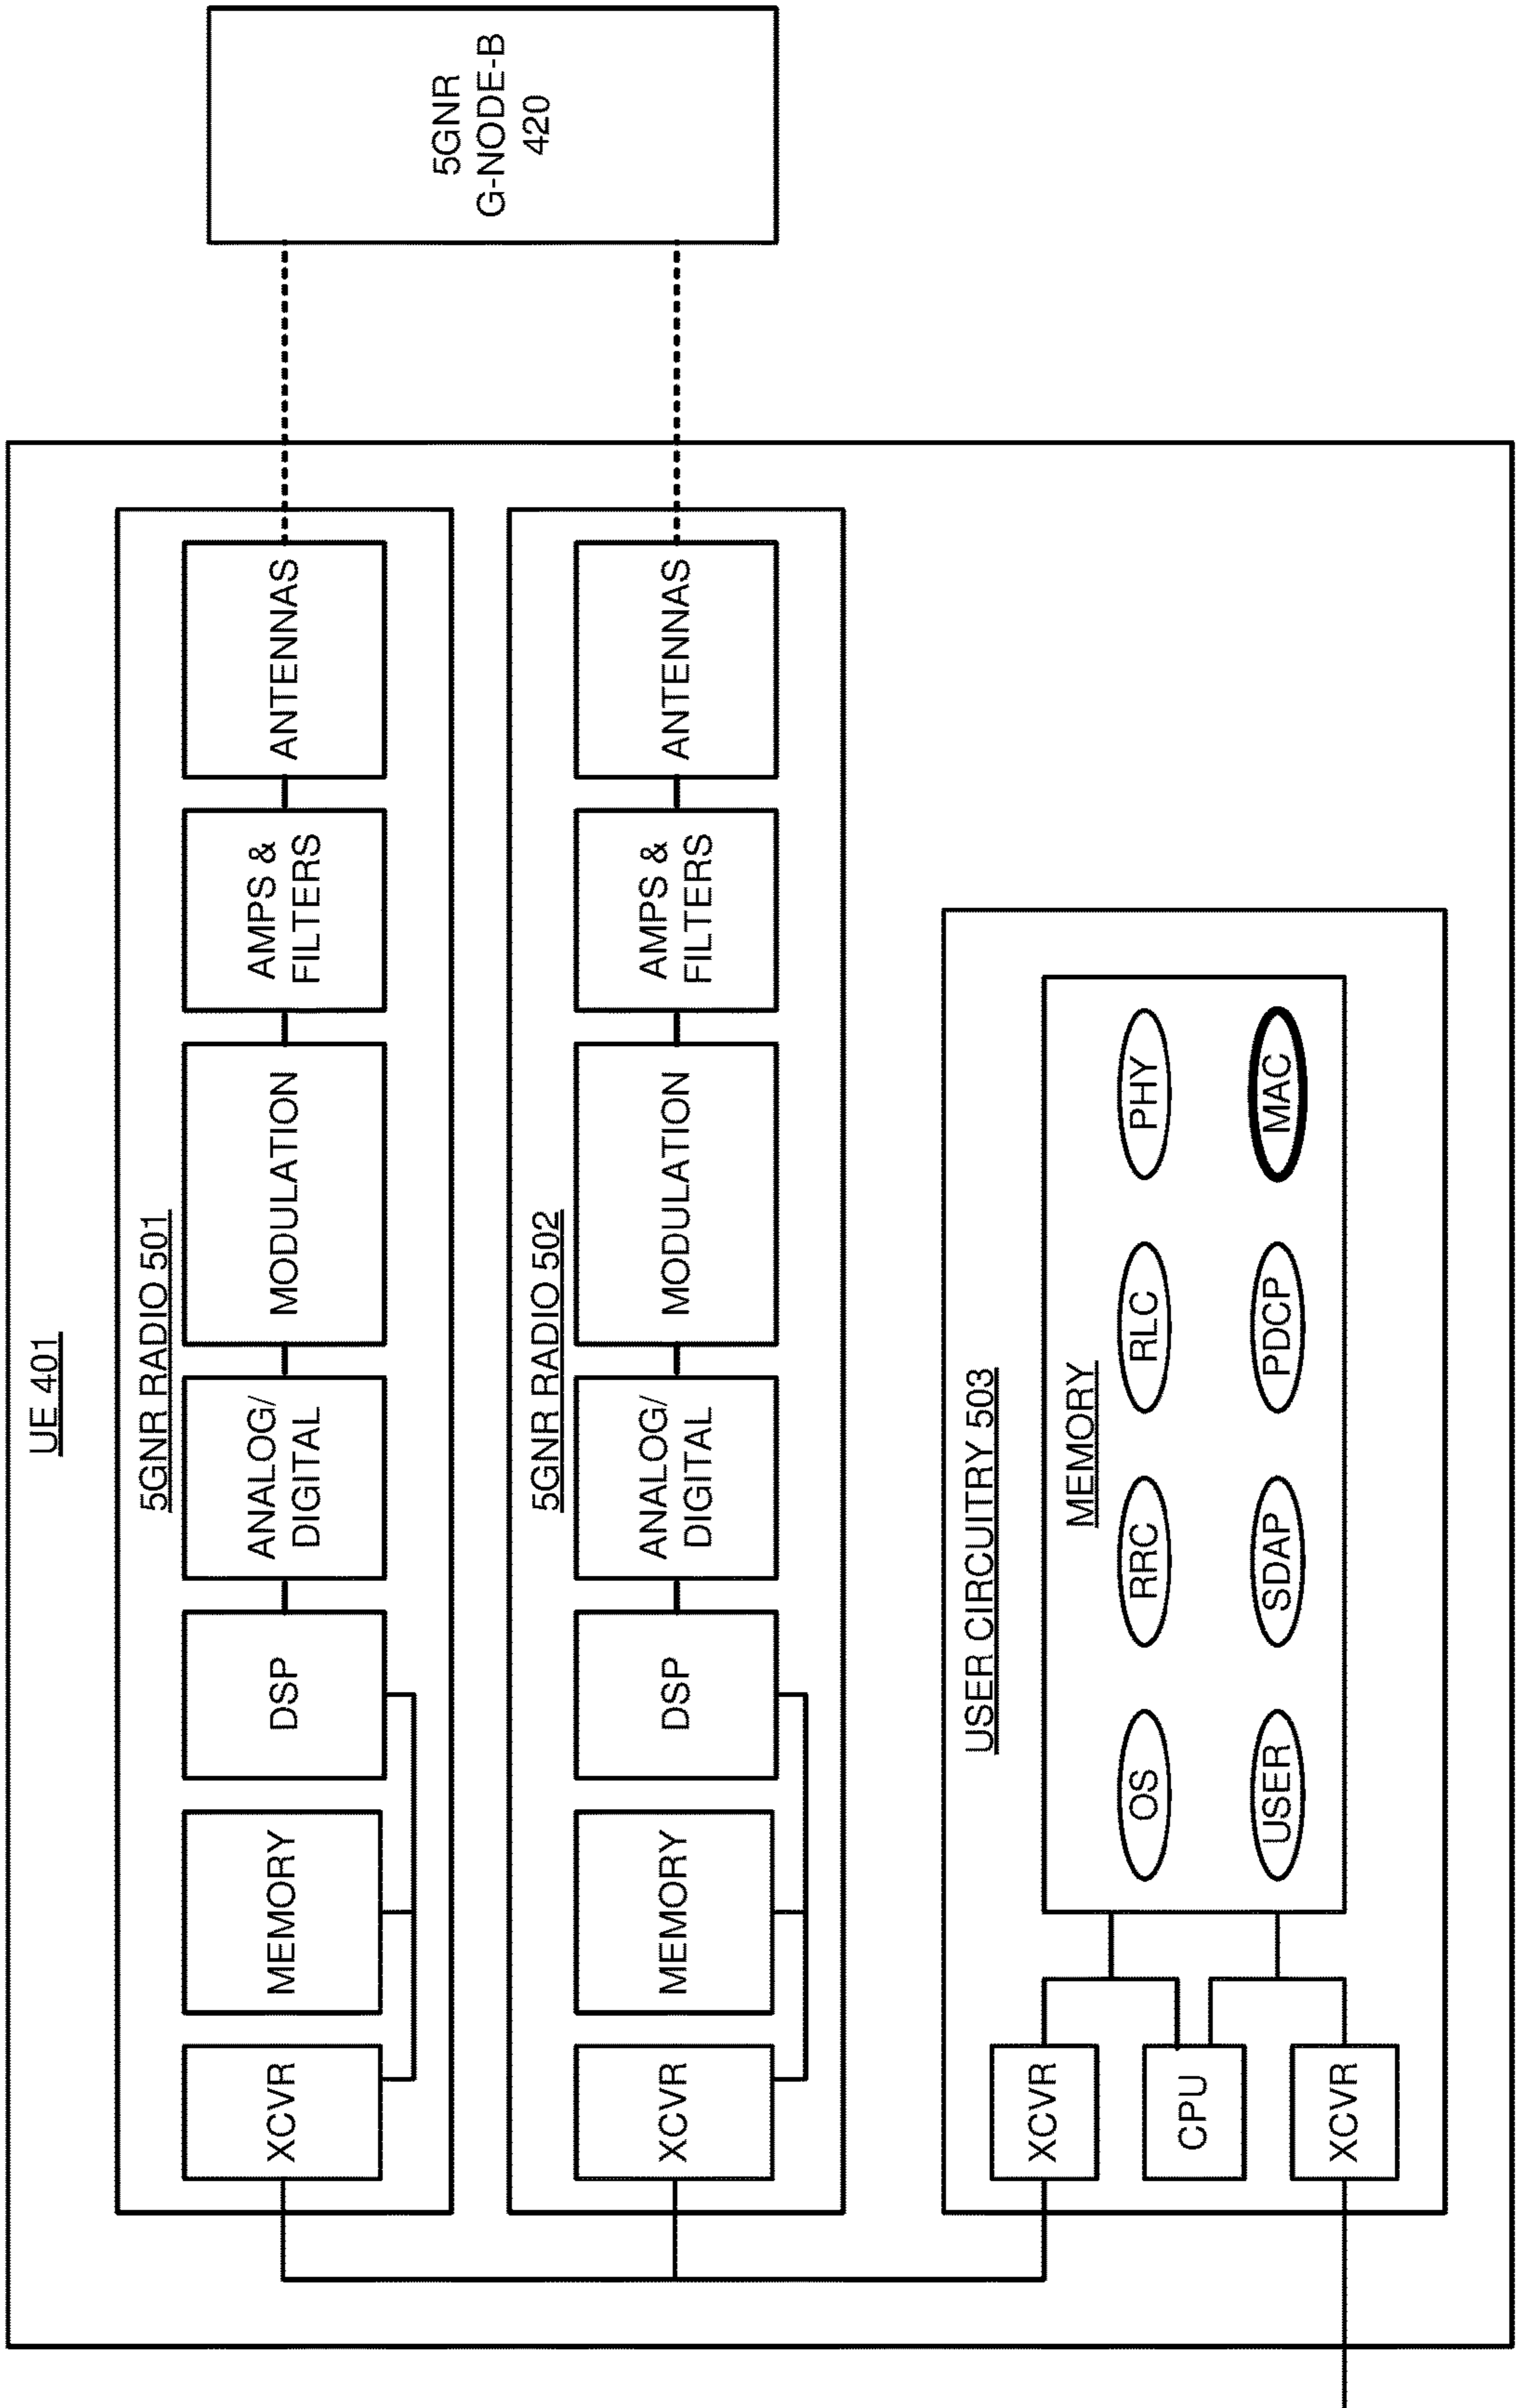 UE 401
5GNR RADIO 501
XCVR
MEMORY
DSP
ANALOG/
DIGITAL
MODULATION
AMPS &
FILTERS
ANTENNAS
5GNR
G-NODE-B
420
5GNR RADIO 502
XCVR
MEMORY
DSP
ANALOG/
DIGITAL
MODULATION
AMPS &
FILTERS
ANTENNAS
USER CIRCUITRY 503
XCVR
CPU
XCVR
MEMORY
OS
RRC
RLC
PHY
USER
SDAP
PDCP
MAC